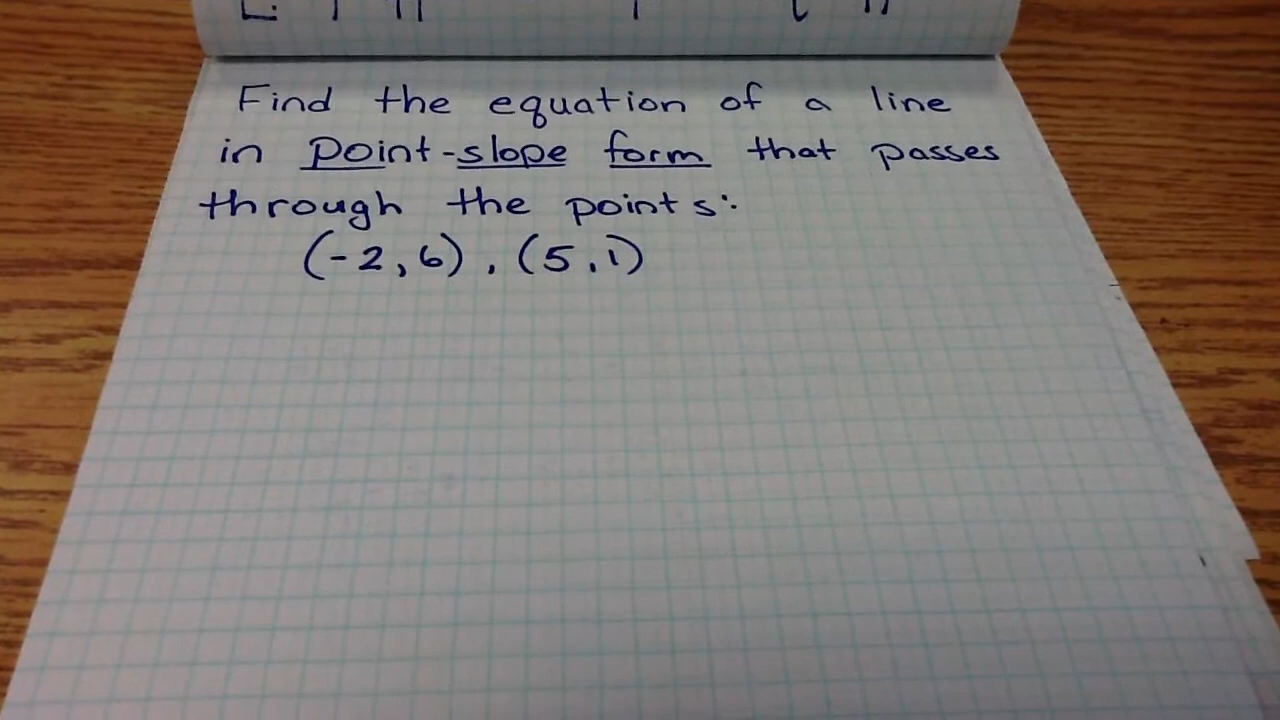 Find the equation of a line
in point-slope form that passes
through the points:
(-2,6), (5,1)